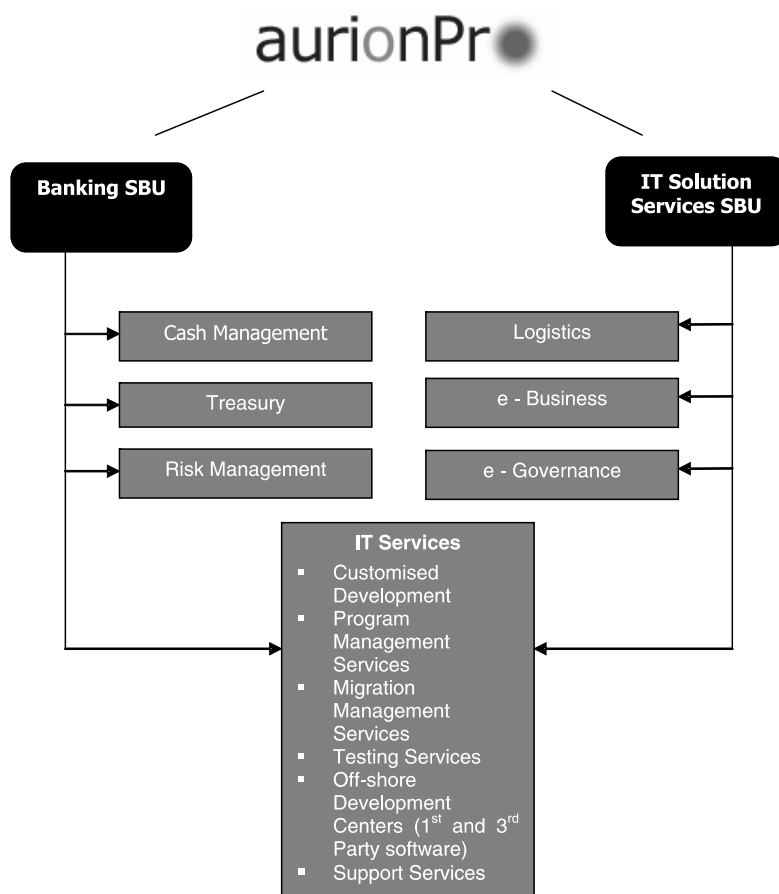 aurionPro
Banking SBU
IT Solution
Services SBU
Cash Management
Treasury
Risk Management
Logistics
e - Business
e - Governance
IT Services
▪ Customised
Development
▪ Program
Management
Services
▪ Migration
Management
Services
▪ Testing Services
▪ Off-shore
Development
Centers (1st and 3rd
Party software)
▪ Support Services